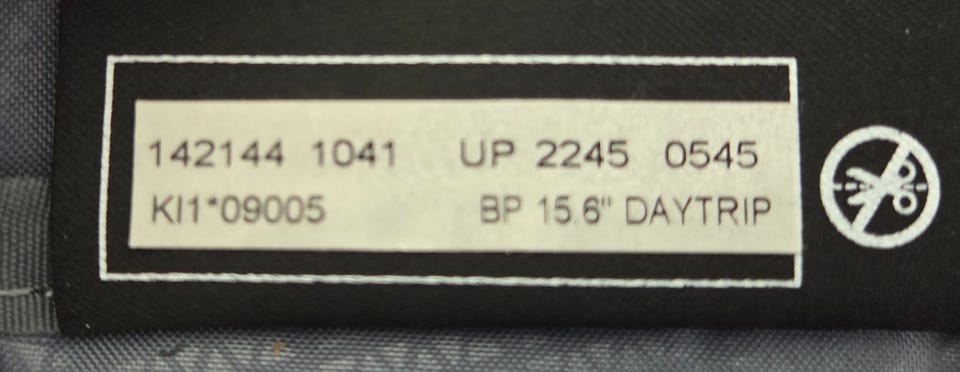 142144 1041 UP 2245 0545
KI1*09005 BP 15.6" DAYTRIP